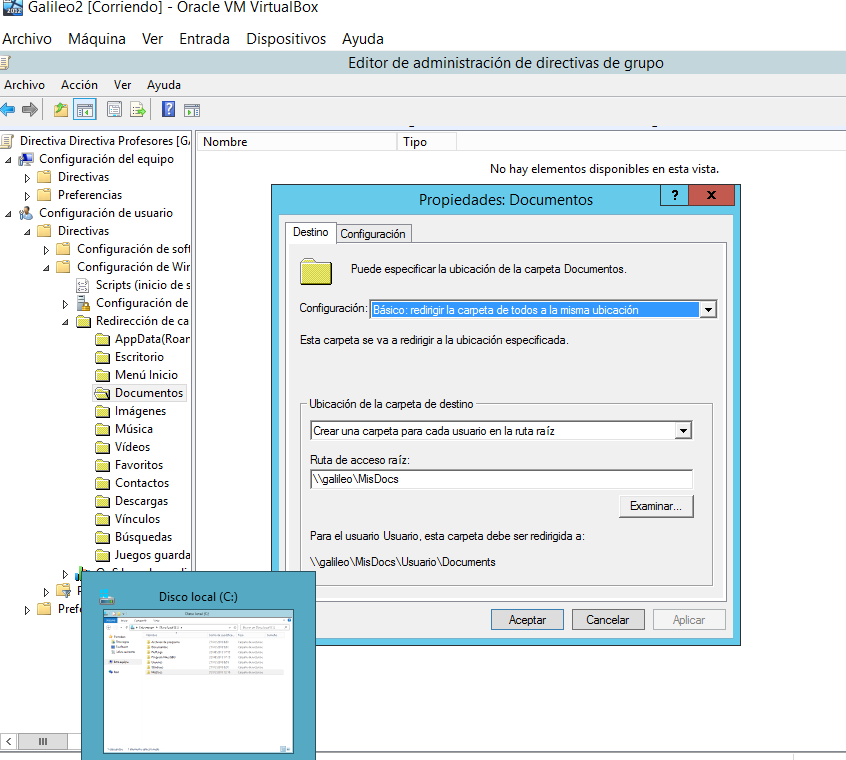 Galileo2 [Corriendo] - Oracle VM VirtualBox
Archivo Máquina Ver Entrada Dispositivos Ayuda
Editor de administración de directivas de grupo
Archivo Acción Ver Ayuda
Directiva Directiva Profesores [GA
Configuración del equipo
Directivas
Preferencias
Configuración de usuario
Directivas
Configuración de soft
Configuración de Win
Scripts (inicio de s
Configuración de
Redirección de ca
AppData(Roam
Escritorio
Menú Inicio
Documentos
Imágenes
Música
Vídeos
Favoritos
Contactos
Descargas
Vínculos
Búsquedas
Juegos guarda
Prefe
Nombre Tipo
No hay elementos disponibles en esta vista.
Propiedades: Documentos
? x
Destino Configuración
Puede especificar la ubicación de la carpeta Documentos.
Configuración: Básico: redirigir la carpeta de todos a la misma ubicación
Esta carpeta se va a redirigir a la ubicación especificada.
Ubicación de la carpeta de destino
Crear una carpeta para cada usuario en la ruta raíz
Ruta de acceso raíz:
\\galileo\MisDocs
Examinar...
Para el usuario Usuario, esta carpeta debe ser redirigida a:
\\galileo\MisDocs\Usuario\Documents
Aceptar Cancelar Aplicar
Disco local (C:)